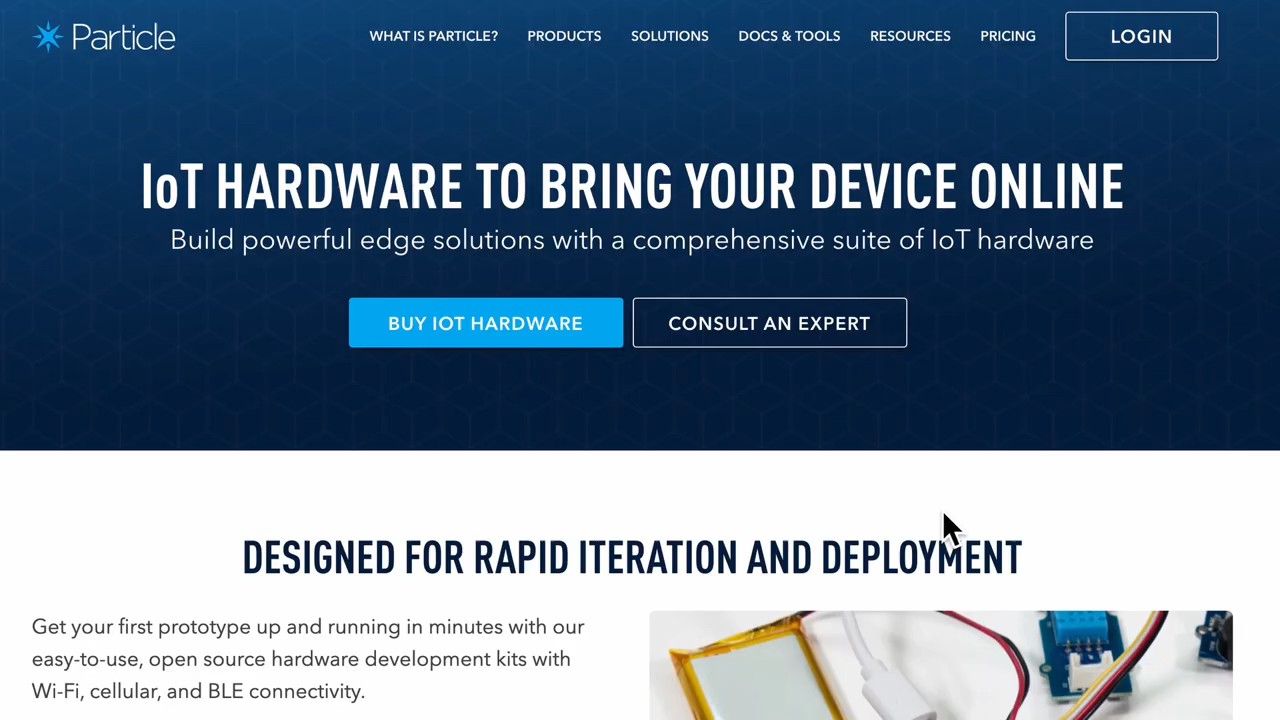 Particle
WHAT IS PARTICLE? PRODUCTS SOLUTIONS DOCS & TOOLS RESOURCES PRICING LOGIN
IoT HARDWARE TO BRING YOUR DEVICE ONLINE
Build powerful edge solutions with a comprehensive suite of IoT hardware
BUY IOT HARDWARE CONSULT AN EXPERT
DESIGNED FOR RAPID ITERATION AND DEPLOYMENT
Get your first prototype up and running in minutes with our
easy-to-use, open source hardware development kits with
Wi-Fi, cellular, and BLE connectivity.